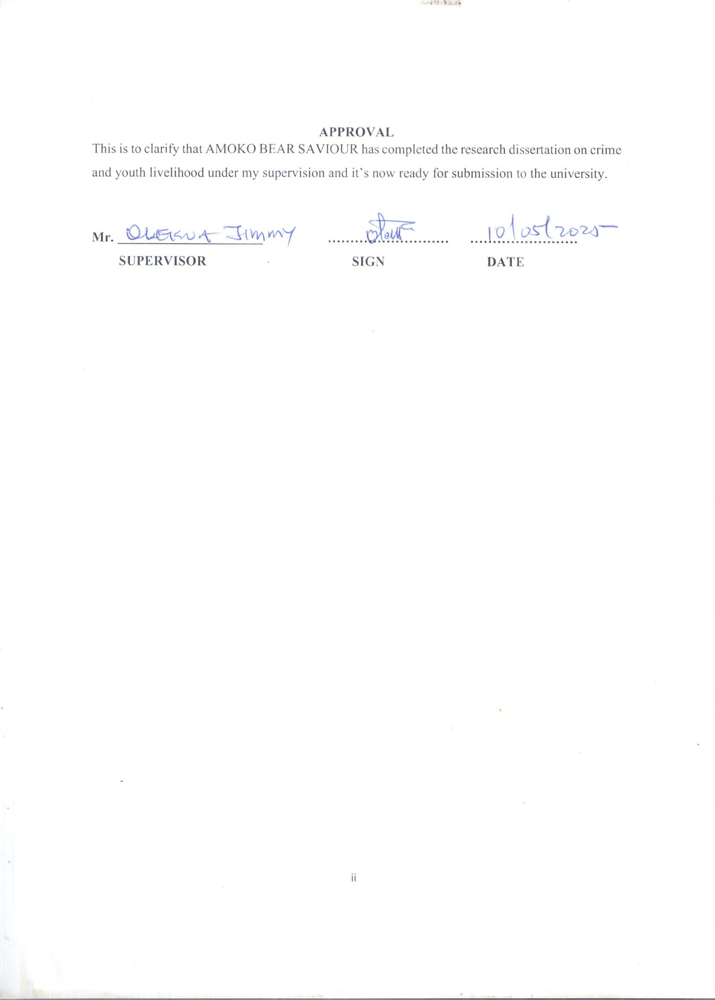 APPROVAL
This is to clarify that AMOKO BEAR SAVIOUR has completed the research dissertation on crime
and youth livelihood under my supervision and it's now ready for submission to the university.
Mr. Jimmy 10/05/2025
SUPERVISOR SIGN DATE
ii